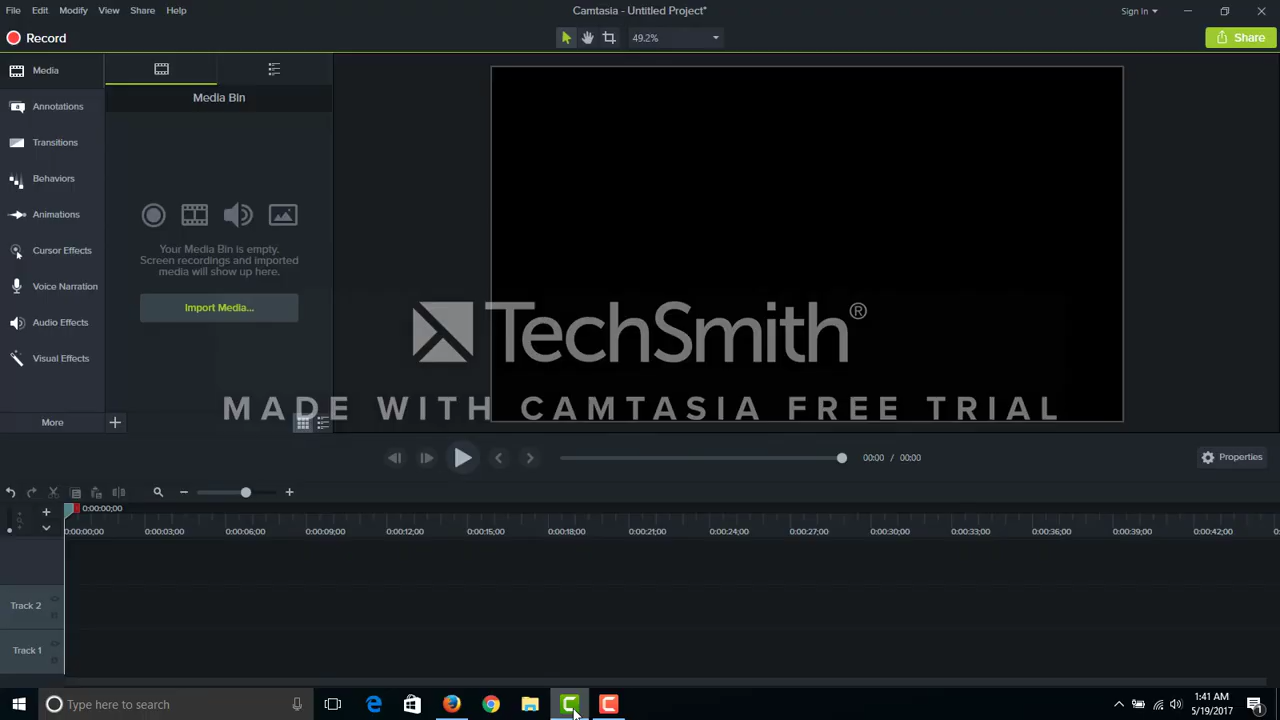 File Edit Modify View Share Help
Camtasia - Untitled Project*
Sign In
Record
49.2%
Share
Media
Annotations
Transitions
Behaviors
Animations
Cursor Effects
Voice Narration
Audio Effects
Visual Effects
More
Media Bin
Your Media Bin is empty.
Screen recordings and imported
media will show up here.
Import Media...
TechSmith®
MADE WITH CAMTASIA FREE TRIAL
00:00 / 00:00
Properties
0:00:00;00
0:00:00;00 0:00:03;00 0:00:06;00 0:00:09;00 0:00:12;00 0:00:15;00 0:00:18;00 0:00:21;00 0:00:24;00 0:00:27;00 0:00:30;00 0:00:33;00 0:00:36;00 0:00:39;00 0:00:42;00
Track 2
Track 1
Type here to search
1:41 AM
5/19/2017